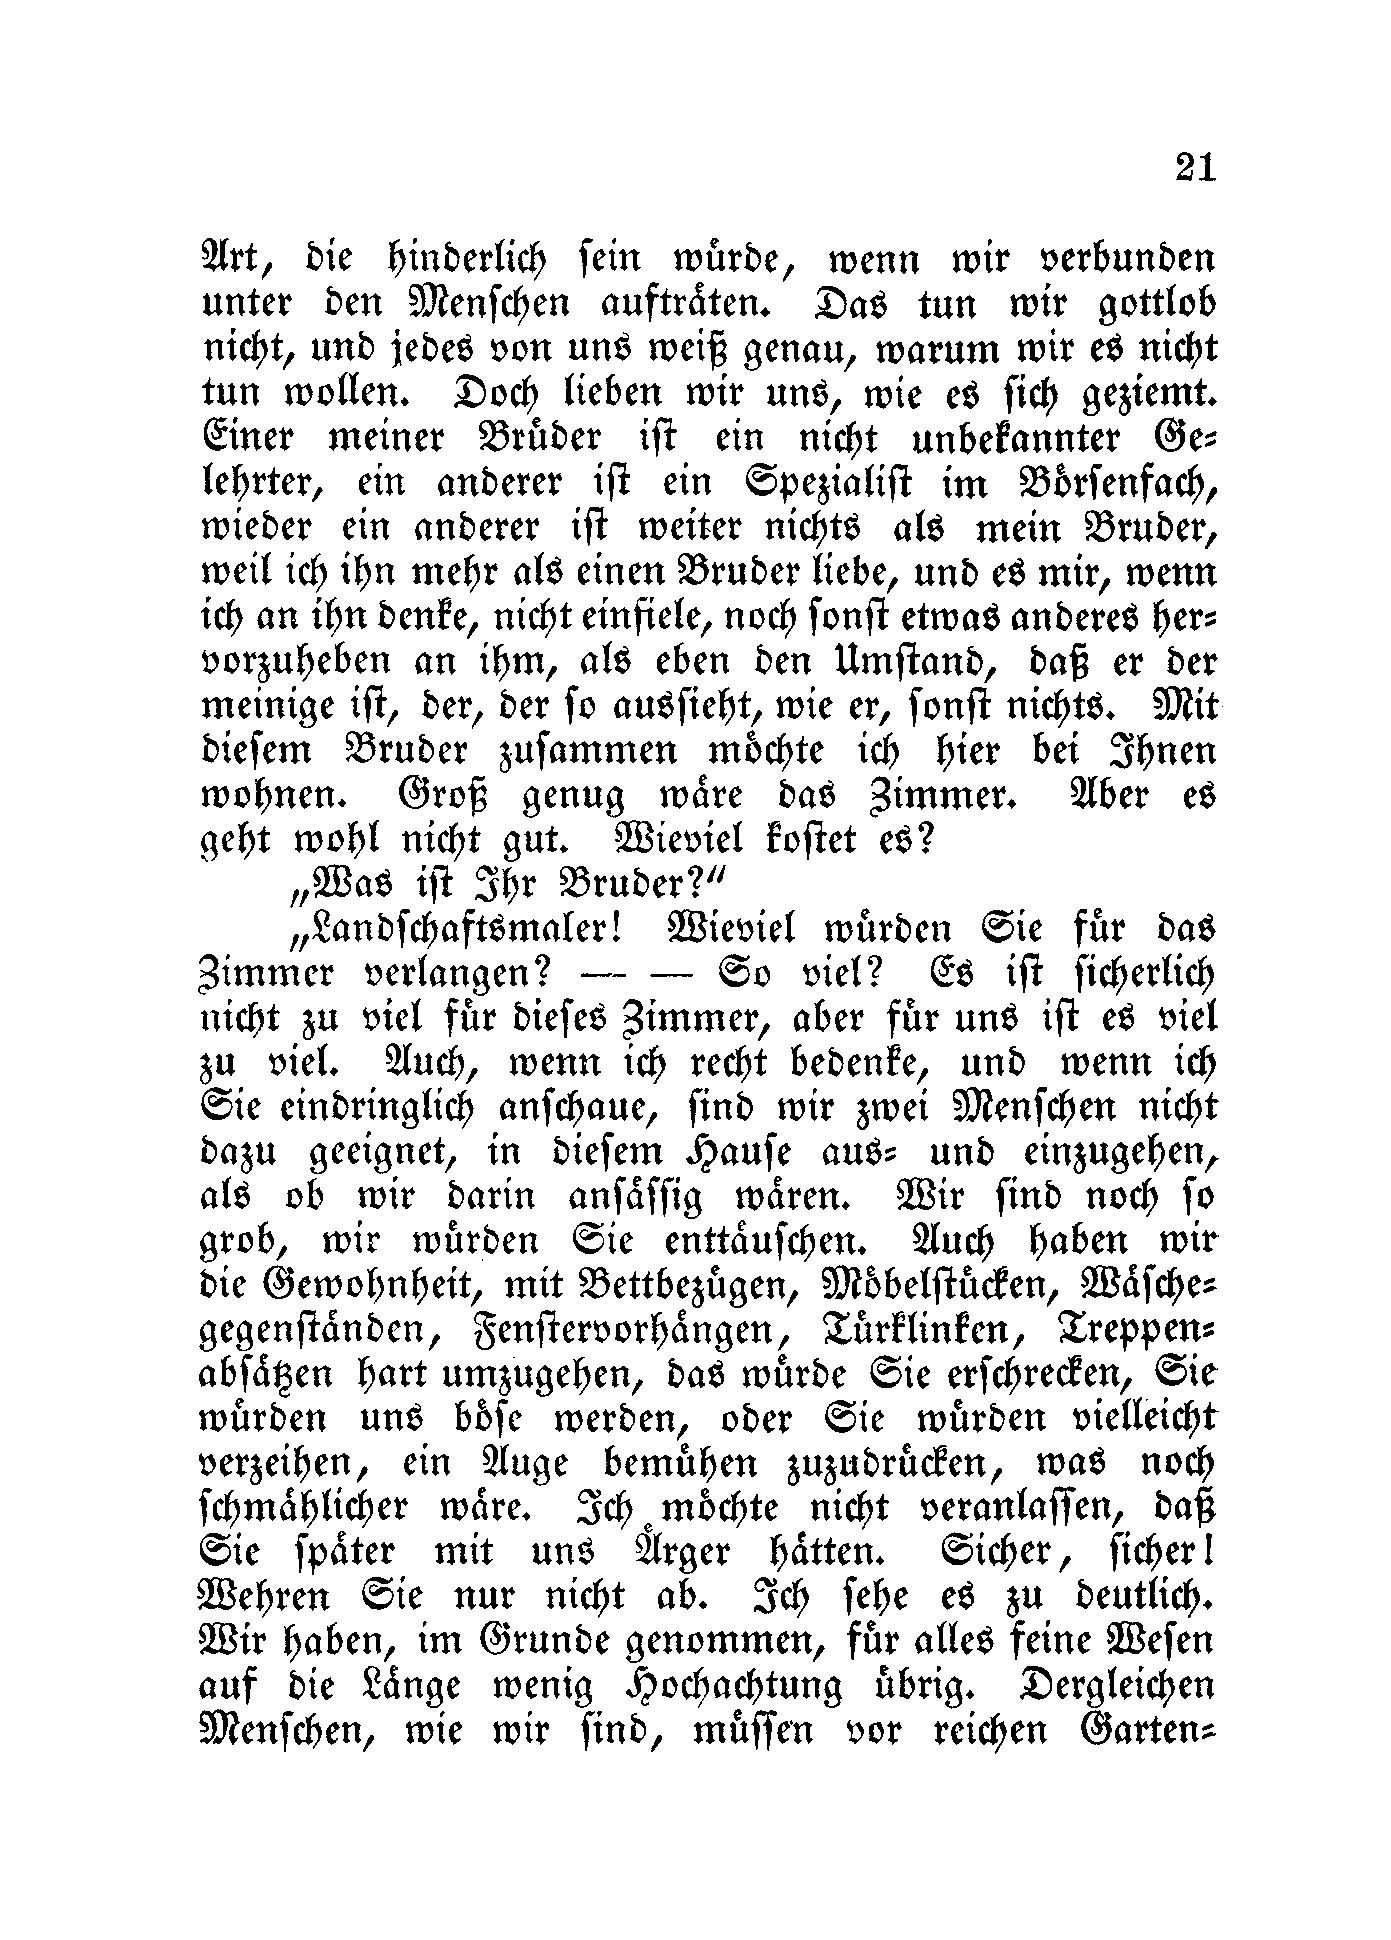 21
Art, die hinderlich ſein würde, wenn wir verbunden
unter den Menſchen aufträten. Das tun wir gottlob
nicht, und jedes von uns weiß genau, warum wir es nicht
tun wollen. Doch lieben wir uns, wie es ſich geziemt.
Einer meiner Brüder iſt ein nicht unbekannter Ge⸗
lehrter, ein anderer iſt ein Spezialiſt im Börſenfach,
wieder ein anderer iſt weiter nichts als mein Bruder,
weil ich ihn mehr als einen Bruder liebe, und es mir, wenn
ich an ihn denke, nicht einfiele, noch ſonſt etwas anderes her⸗
vorzuheben an ihm, als eben den Umſtand, daß er der
meinige iſt, der, der ſo ausſieht, wie er, ſonſt nichts. Mit
dieſem Bruder zuſammen möchte ich hier bei Ihnen
wohnen. Groß genug wäre das Zimmer. Aber es
geht wohl nicht gut. Wieviel koſtet es?
„Was iſt Ihr Bruder?“
„Landſchaftsmaler! Wieviel würden Sie für das
Zimmer verlangen? — — So viel? Es iſt ſicherlich
nicht zu viel für dieſes Zimmer, aber für uns iſt es viel
zu viel. Auch, wenn ich recht bedenke, und wenn ich
Sie eindringlich anſchaue, ſind wir zwei Menſchen nicht
dazu geeignet, in dieſem Hauſe aus⸗ und einzugehen,
als ob wir darin anſäſſig wären. Wir ſind noch ſo
grob, wir würden Sie enttäuſchen. Auch haben wir
die Gewohnheit, mit Bettbezügen, Möbelſtücken, Wäſche⸗
gegenſtänden, Fenſtervorhängen, Türklinken, Treppen⸗
abſätzen hart umzugehen, das würde Sie erſchrecken, Sie
würden uns böſe werden, oder Sie würden vielleicht
verzeihen, ein Auge bemühen zuzudrücken, was noch
ſchmählicher wäre. Ich möchte nicht veranlaſſen, daß
Sie ſpäter mit uns Ärger hätten. Sicher, ſicher!
Wehren Sie nur nicht ab. Ich ſehe es zu deutlich.
Wir haben, im Grunde genommen, für alles feine Weſen
auf die Länge wenig Hochachtung übrig. Dergleichen
Menſchen, wie wir ſind, müſſen vor reichen Garten⸗